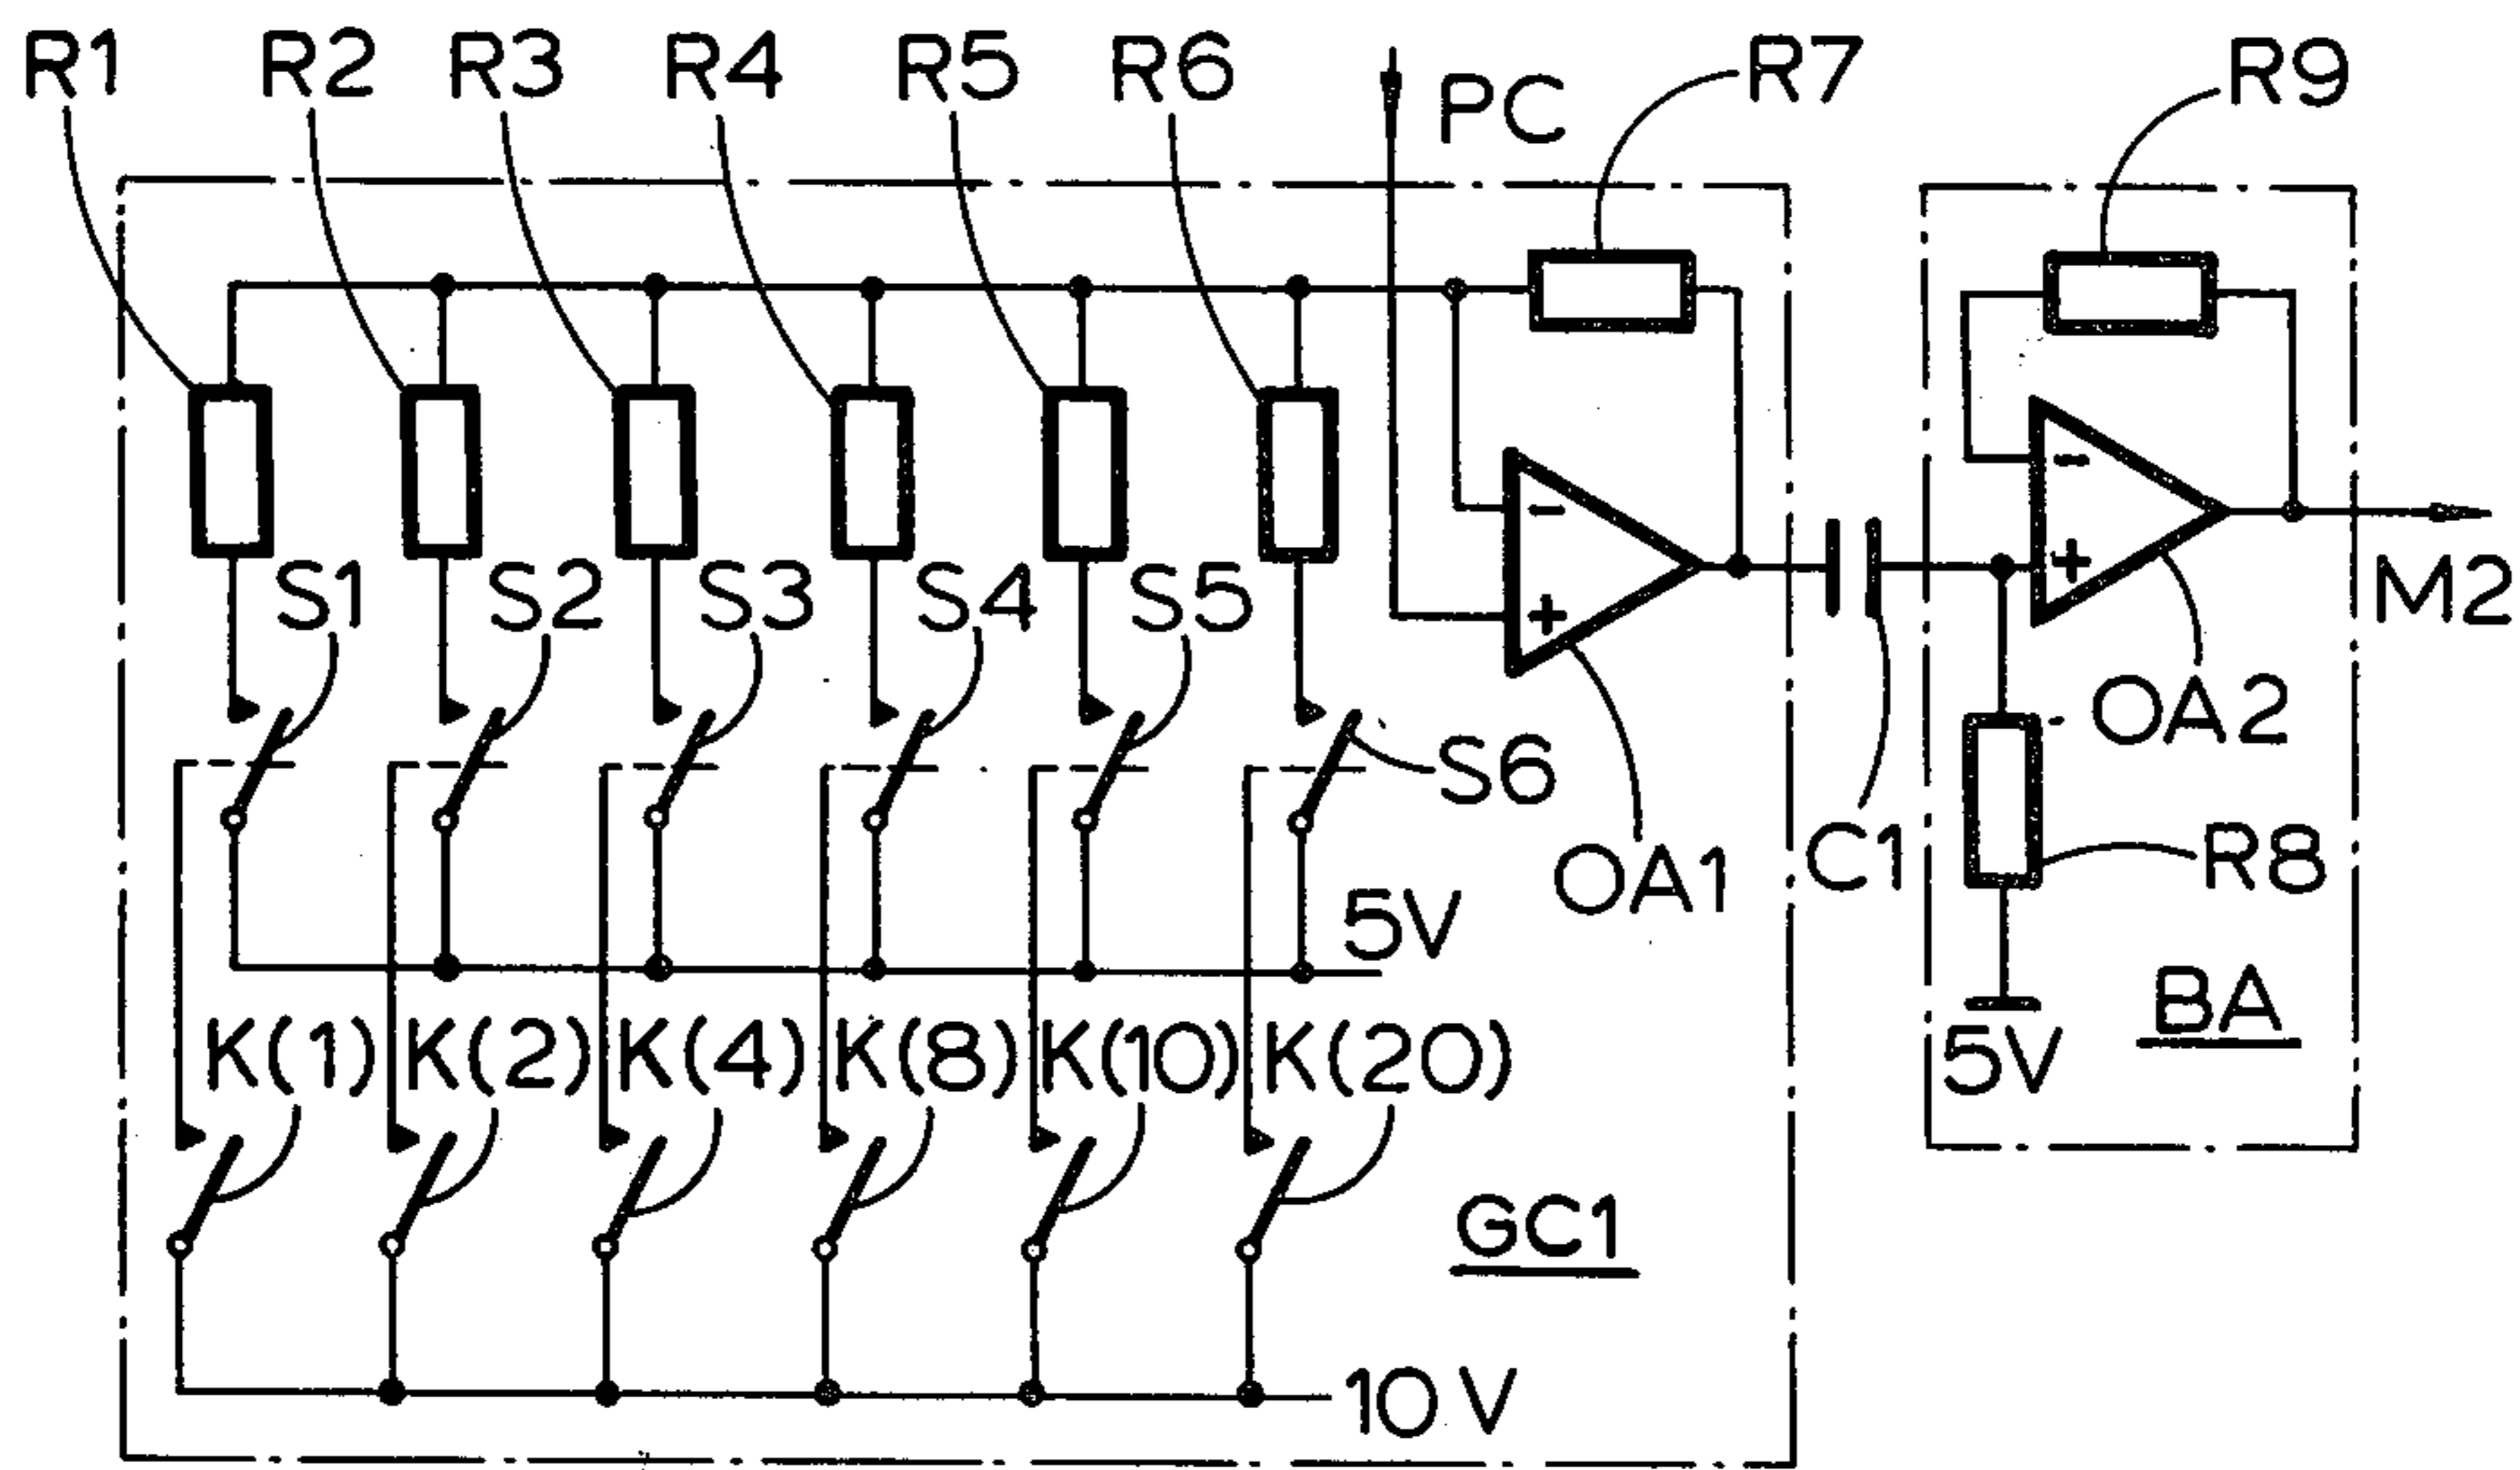 R1 R2 R3 R4 R5 R6 PC R7 R9
- -
+ +
S1 S2 S3 S4 S5 S6
M2
OA2
OA1 C1 R8
5V
5V BA
K(1) K(2) K(4) K(8) K(10) K(20)
GC1
10V